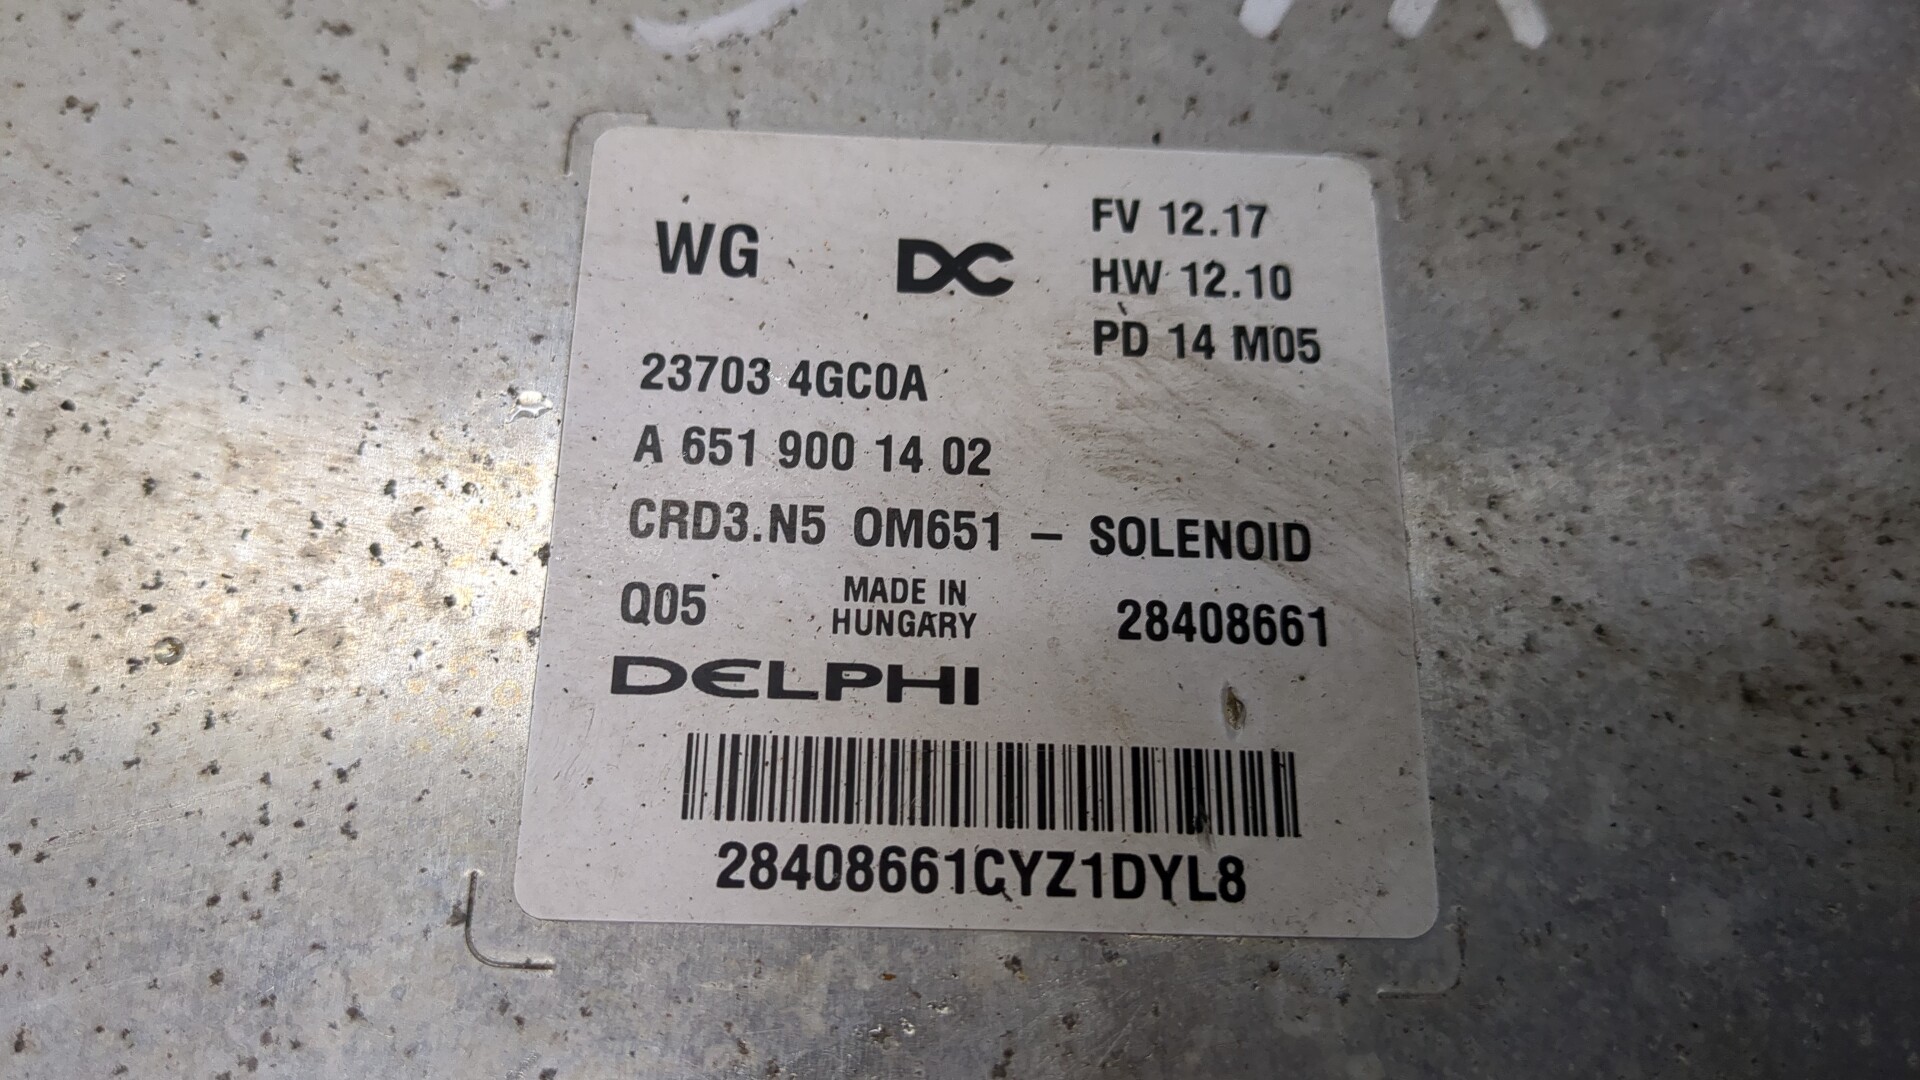 WG DC FV 12.17
HW 12.10
PD 14 M05
23703 4GC0A
A 651 900 14 02
CRD3.N5 OM651 – SOLENOID
Q05 MADE IN HUNGARY 28408661
DELPHI
28408661CYZ1DYL8